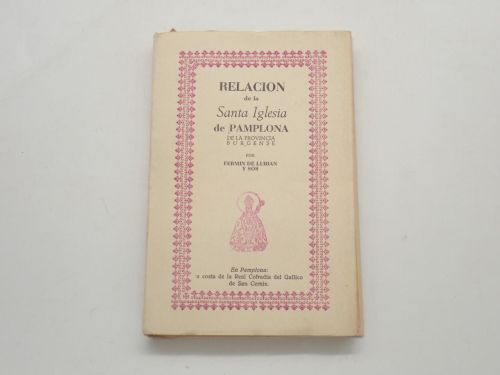 RELACION
de la
Santa Iglesia
de PAMPLONA
DE LA PROVINCIA
BURGENSE
POR
FERMIN DE LUBIAN
Y SOS
En Pamplona:
a costa de la Real Cofradía del Gallico
de San Cernin.